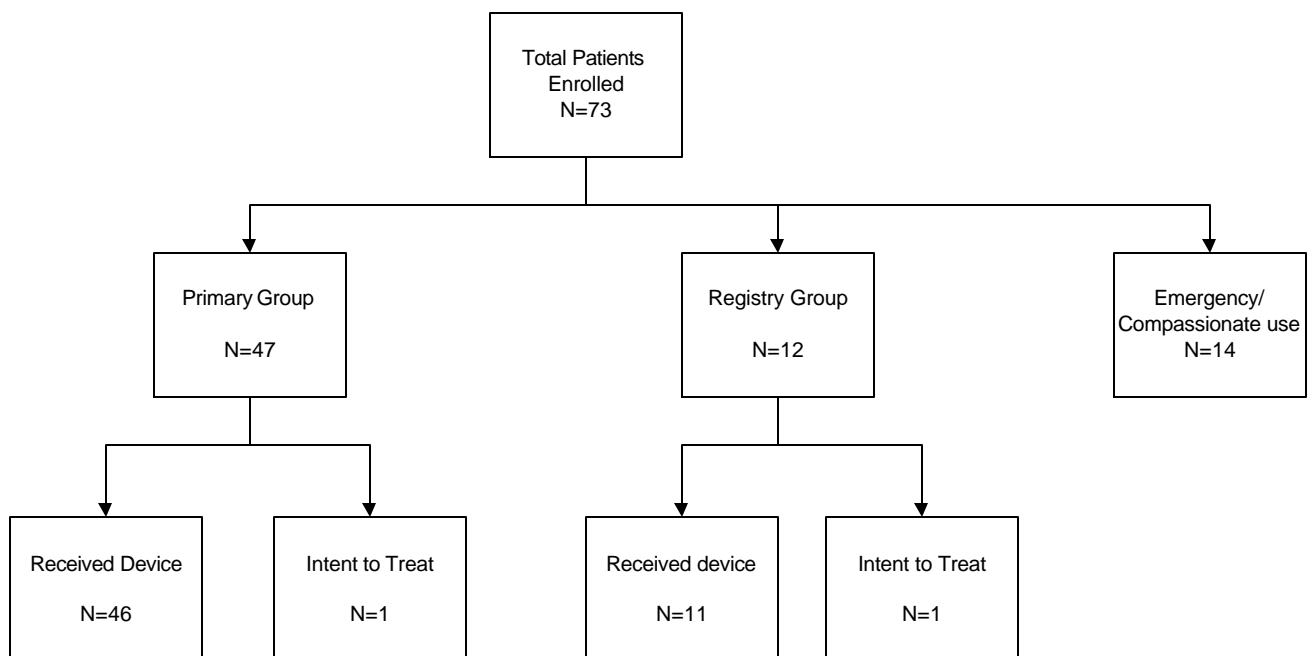 Total Patients
Enrolled
N=73
Primary Group
N=47
Registry Group
N=12
Emergency/
Compassionate use
N=14
Received Device
N=46
Intent to Treat
N=1
Received device
N=11
Intent to Treat
N=1